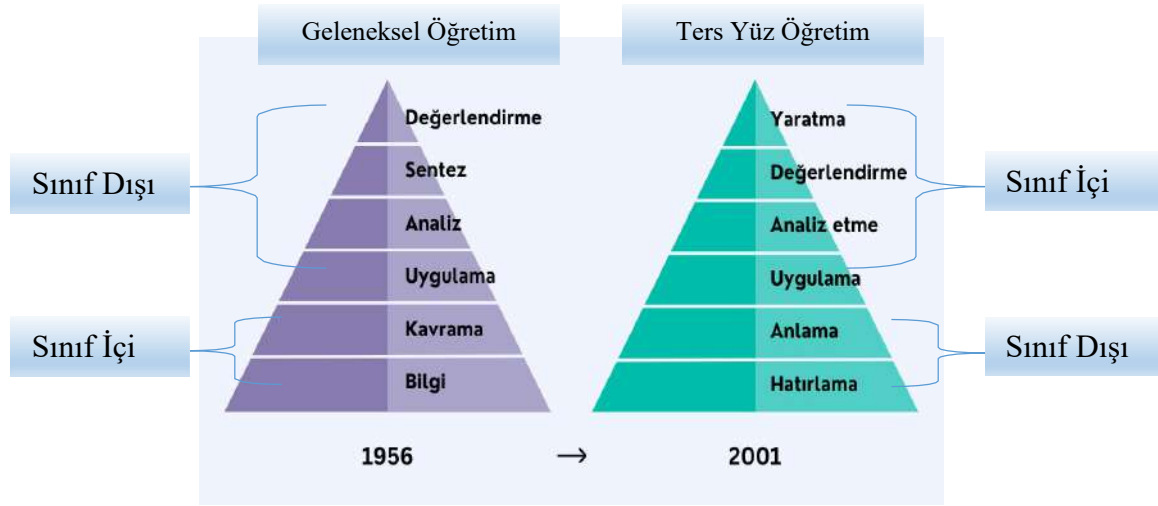 Geleneksel Öğretim
Ters Yüz Öğretim
Sınıf Dışı
Sınıf İçi
Değerlendirme
Sentez
Analiz
Uygulama
Kavrama
Bilgi
Yaratma
Değerlendirme
Analiz etme
Uygulama
Anlama
Hatırlama
Sınıf İçi
Sınıf Dışı
1956 → 2001